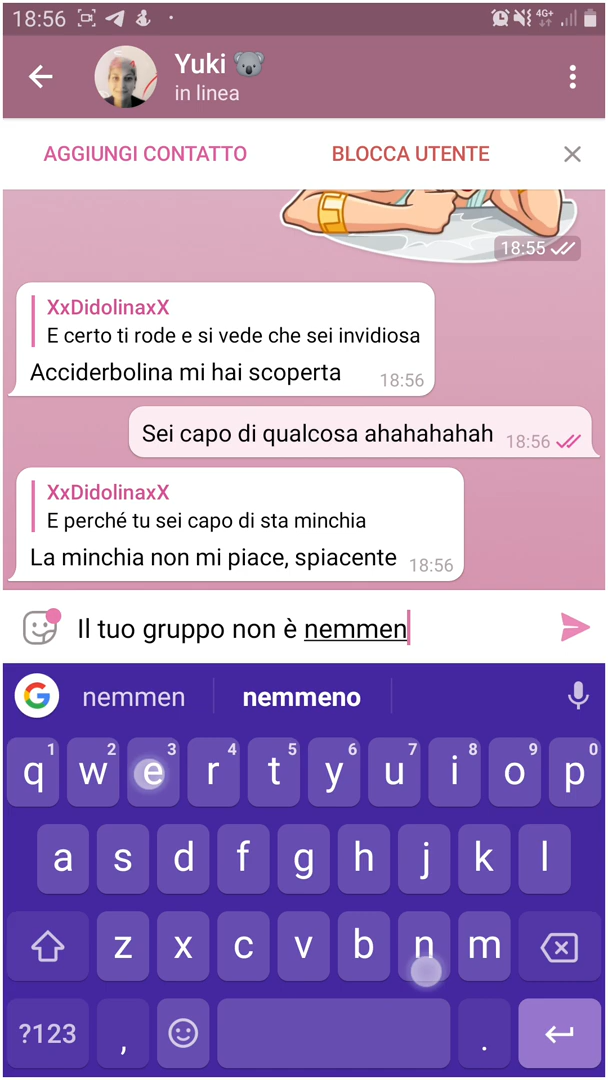 18:56 4G+
Yuki 🐨
in linea
AGGIUNGI CONTATTO BLOCCA UTENTE
18:55
XxDidolinaxX
E certo ti rode e si vede che sei invidiosa
Acciderbolina mi hai scoperta 18:56
Sei capo di qualcosa ahahahahah 18:56
XxDidolinaxX
E perché tu sei capo di sta minchia
La minchia non mi piace, spiacente 18:56
Il tuo gruppo non è nemmen
G nemmen nemmeno
1 2 3 4 5 6 7 8 9 0
q w e r t y u i o p
a s d f g h j k l
z x c v b n m
?123 , .